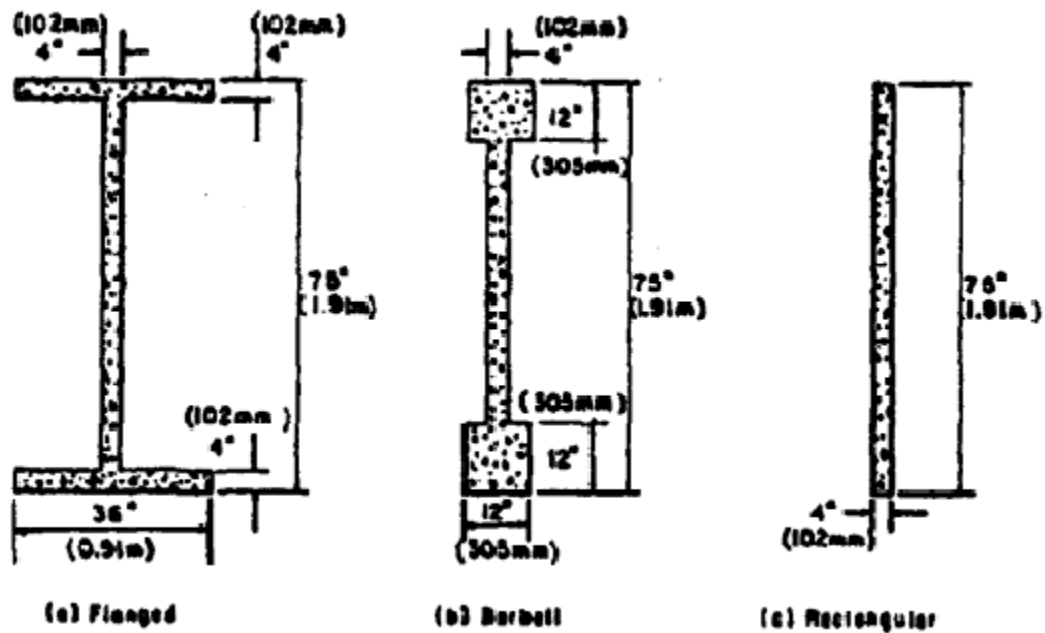 (102mm)
4"
(102mm)
4"
75"
(1.91m)
(102mm)
4"
36"
(0.91m)
(a) Flanged
(102mm)
4"
12"
(305mm)
75"
(1.91m)
(305mm)
12"
12"
(305mm)
(b) Barbell
75"
(1.91m)
4"
(102mm)
(c) Rectangular